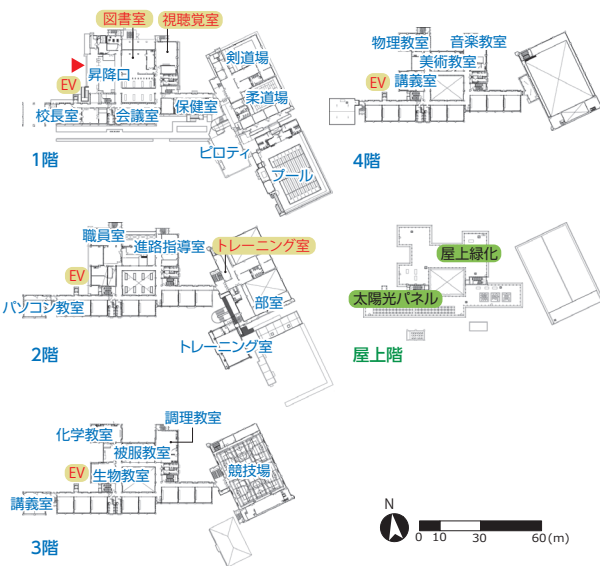 図書室
視聴覚室
昇降口
EV
剣道場
柔道場
校長室
会議室
保健室
ピロティ
プール
1階
物理教室
音楽教室
美術教室
EV
講義室
4階
職員室
進路指導室
トレーニング室
EV
パソコン教室
部室
トレーニング室
2階
屋上緑化
太陽光パネル
屋上階
調理教室
化学教室
被服教室
EV
生物教室
競技場
講義室
3階
N
0 10 30 60(m)